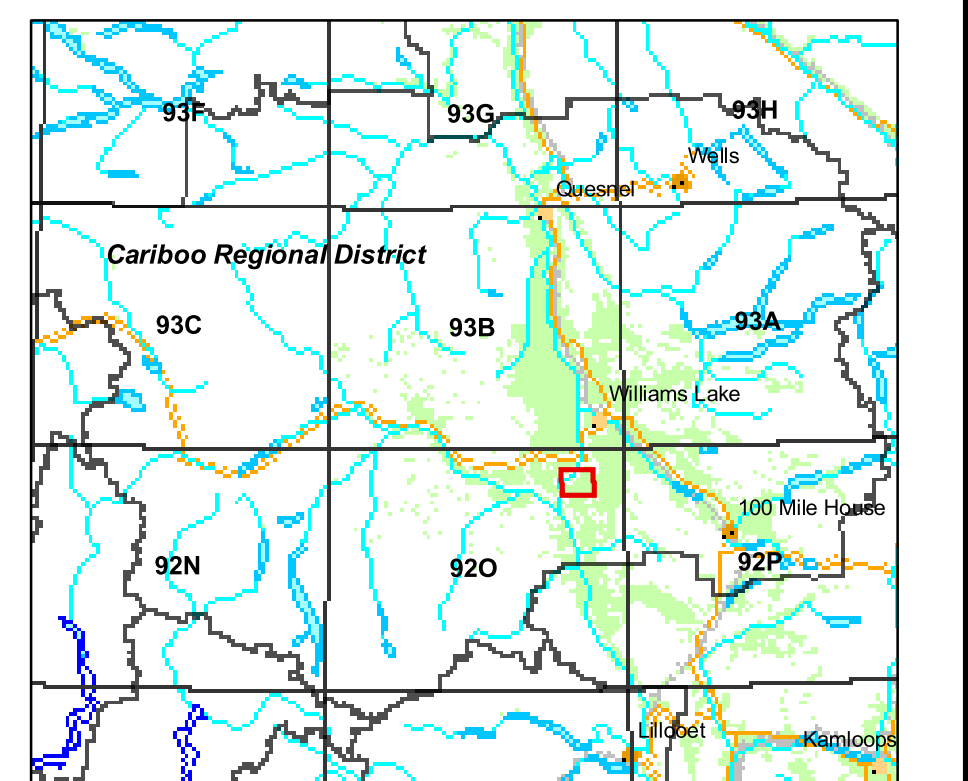 93F
93G
93H
Wells
Quesnel
Cariboo Regional District
93C
93B
93A
Williams Lake
100 Mile House
92N
92O
92P
Lillooet
Kamloops